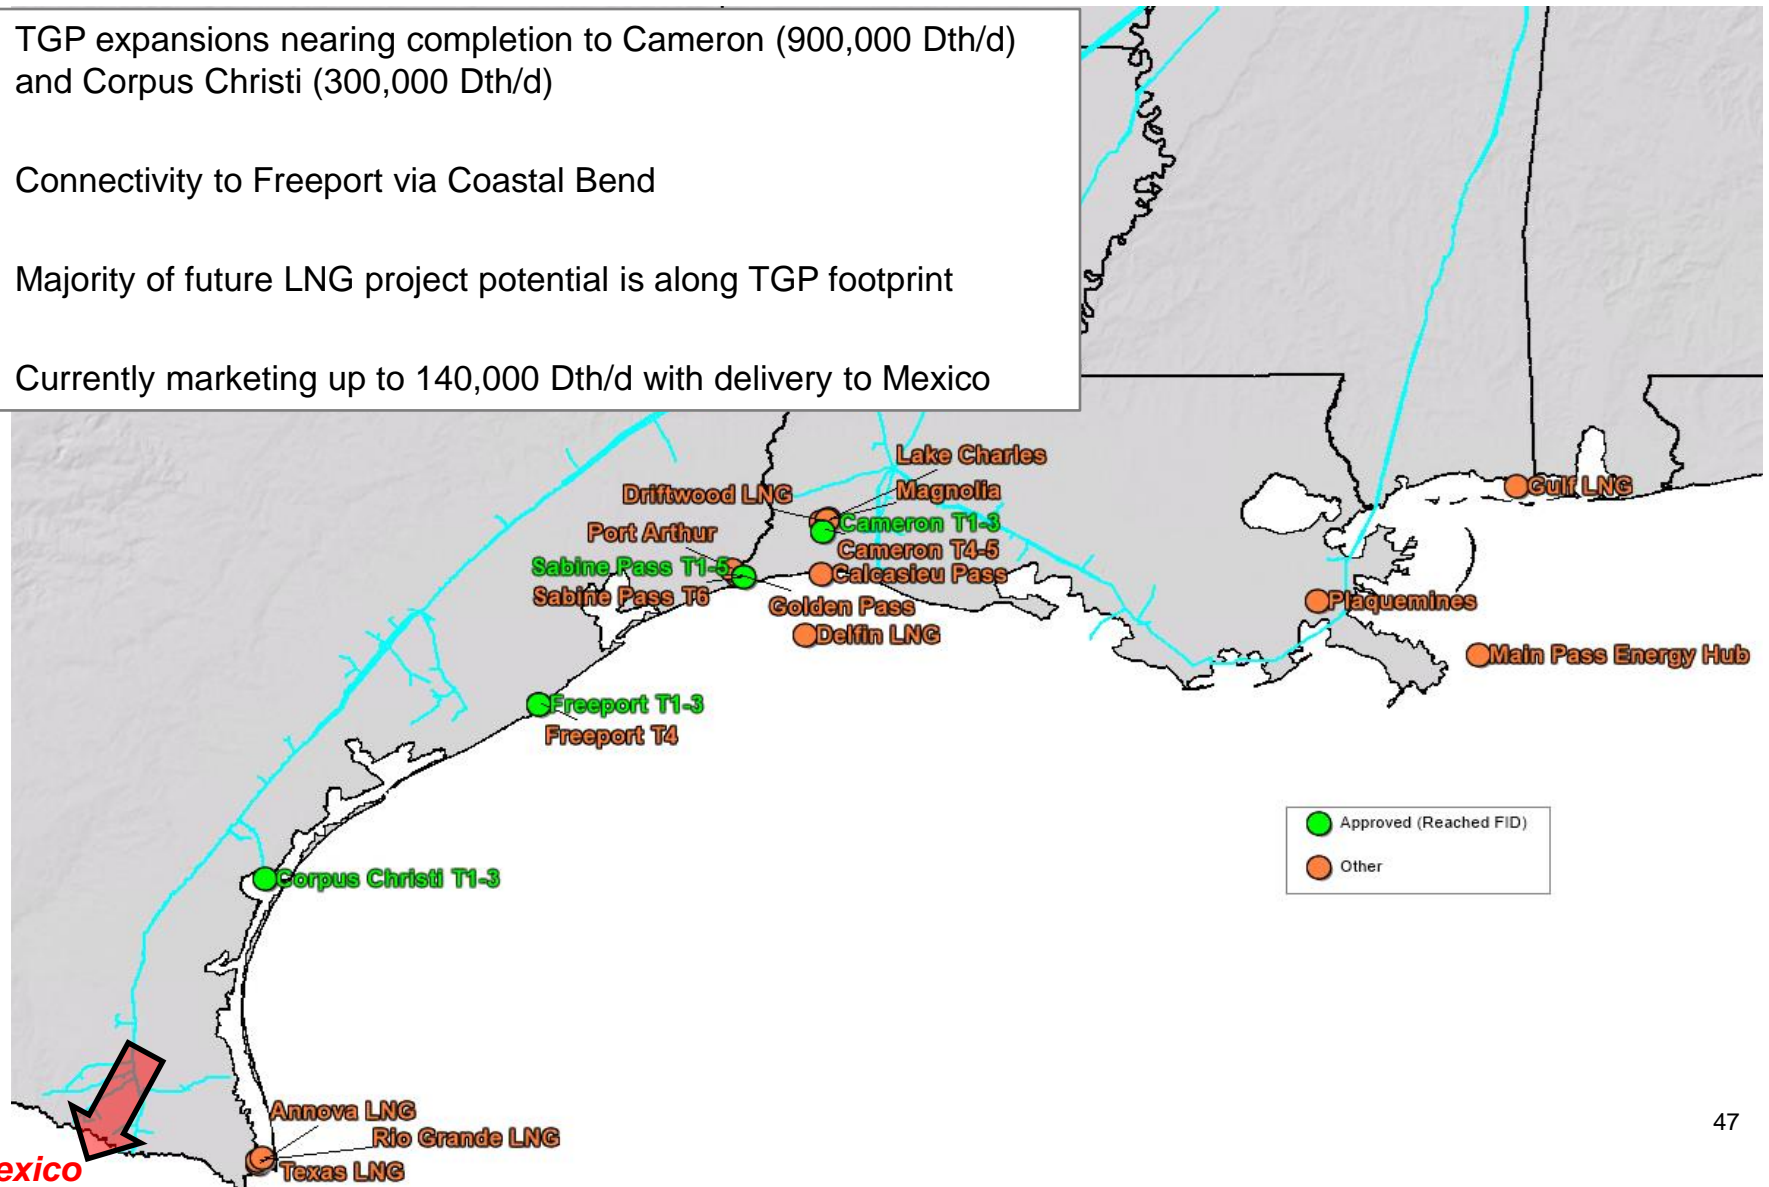 TGP expansions nearing completion to Cameron (900,000 Dth/d)
and Corpus Christi (300,000 Dth/d)
Connectivity to Freeport via Coastal Bend
Majority of future LNG project potential is along TGP footprint
Currently marketing up to 140,000 Dth/d with delivery to Mexico
Lake Charles
Driftwood LNG
Magnolia
Gulf LNG
Port Arthur
Cameron T1-3
Cameron T4-5
Sabine Pass T1-5
Calcasieu Pass
Sabine Pass T6
Golden Pass
Plaquemines
Delfin LNG
Main Pass Energy Hub
Freeport T1-3
Freeport T4
Approved (Reached FID)
Other
Corpus Christi T1-3
Annova LNG
Rio Grande LNG
Texas LNG
exico
47